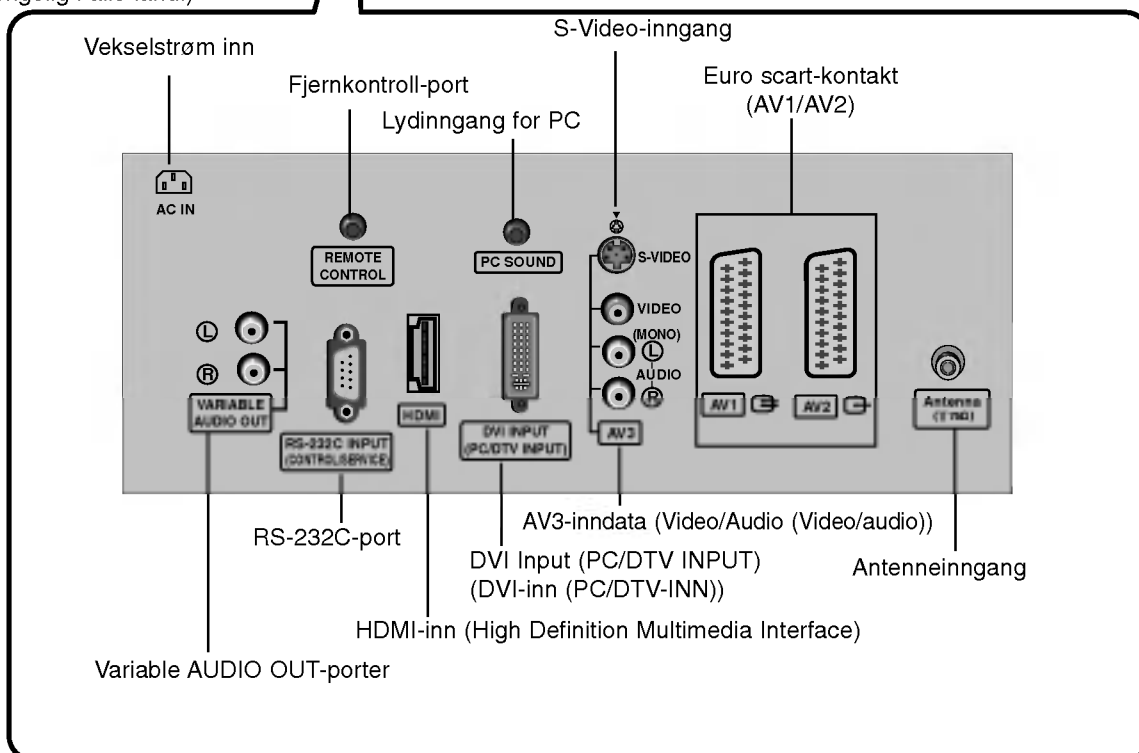 S-Video-inngang
Vekselstrøm inn
Euro scart-kontakt
(AV1/AV2)
Fjernkontroll-port
Lydinngang for PC
AC IN
REMOTE
CONTROL
PC SOUND
S-VIDEO
VIDEO
(MONO)
L
AUDIO
R
L
R
VARIABLE
AUDIO OUT
HDMI
RS-232C INPUT
(CONTROL/SERVICE)
DVI INPUT
(PC/DTV INPUT)
AV3
AV1
AV2
Antenna
AV3-inndata (Video/Audio (Video/audio))
RS-232C-port
DVI Input (PC/DTV INPUT)
(DVI-inn (PC/DTV-INN))
Antenneinngang
HDMI-inn (High Definition Multimedia Interface)
Variable AUDIO OUT-porter